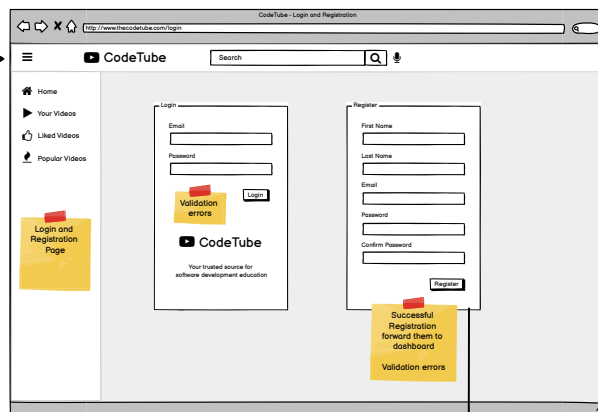 CodeTube - Login and Registration
http://www.thecodetube.com/login
CodeTube
Search
Home
Your Videos
Liked Videos
Popular Videos
Login and
Registration
Page
Login
Email
Password
Login
Validation
errors
CodeTube
Your trusted source for
software development education
Register
First Name
Last Name
Email
Password
Confirm Password
Register
Successful
Registration
forward them to
dashboard
Validation errors